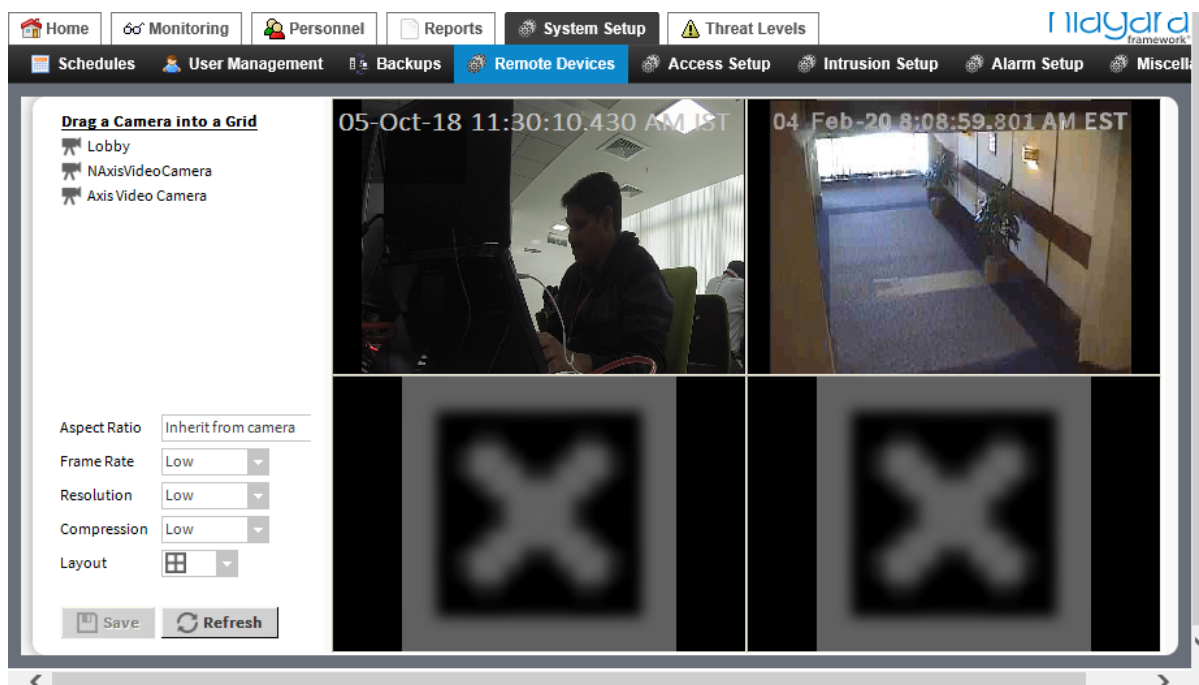 Home Monitoring Personnel Reports System Setup Threat Levels niagara
framework®
Schedules User Management Backups Remote Devices Access Setup Intrusion Setup Alarm Setup Miscella
Drag a Camera into a Grid
Lobby
NAxisVideoCamera
Axis Video Camera
05-Oct-18 11:30:10.430 AM IST
04 Feb-20 8:08:59.801 AM EST
Aspect Ratio Inherit from camera
Frame Rate Low
Resolution Low
Compression Low
Layout
Save Refresh